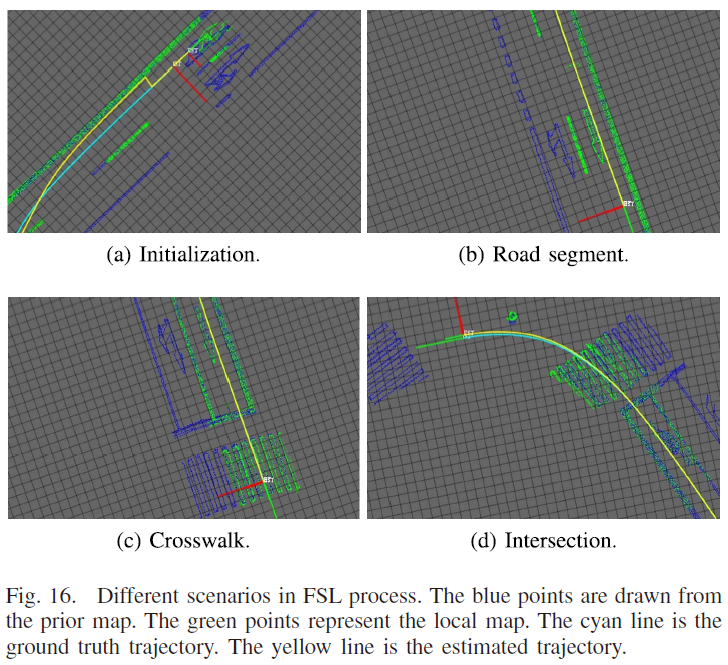 (a) Initialization.
(b) Road segment.
(c) Crosswalk.
(d) Intersection.
Fig. 16. Different scenarios in FSL process. The blue points are drawn from
the prior map. The green points represent the local map. The cyan line is the
ground truth trajectory. The yellow line is the estimated trajectory.